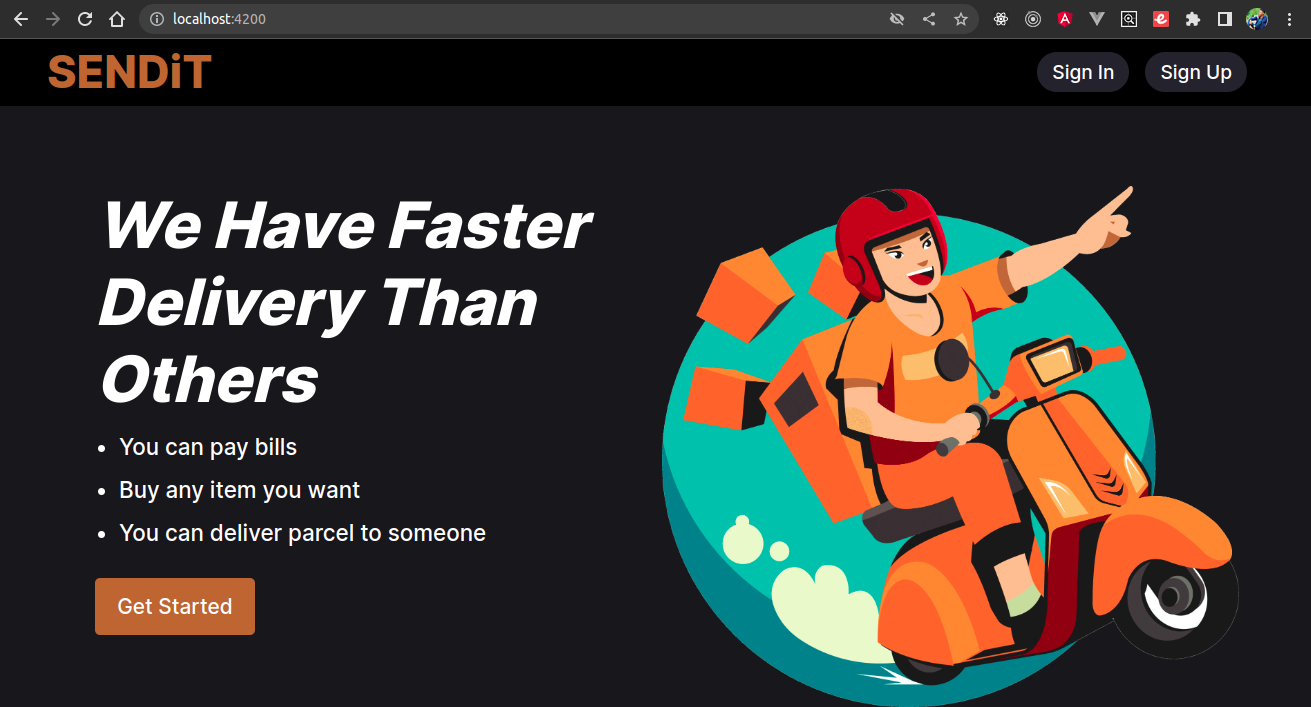 localhost:4200
SENDiT
Sign In
Sign Up
We Have Faster
Delivery Than
Others
You can pay bills
Buy any item you want
You can deliver parcel to someone
Get Started